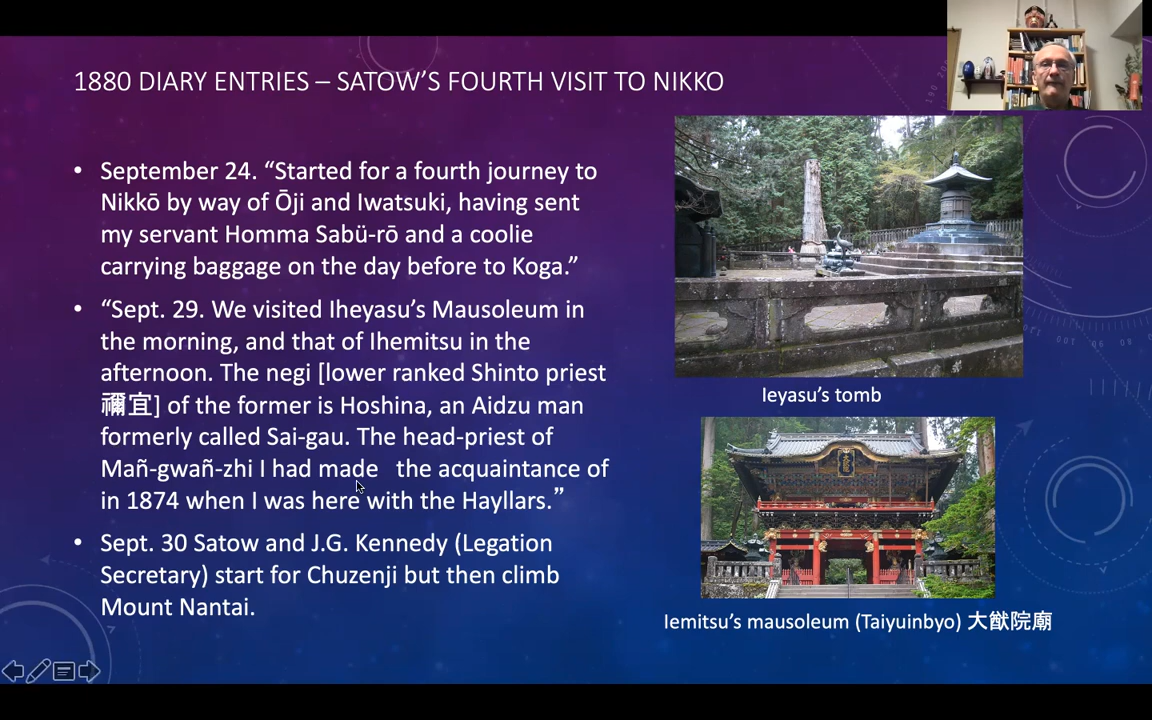 1880 DIARY ENTRIES – SATOW'S FOURTH VISIT TO NIKKO
• September 24. “Started for a fourth journey to
Nikkō by way of Ōji and Iwatsuki, having sent
my servant Homma Sabü-rō and a coolie
carrying baggage on the day before to Koga.”
• “Sept. 29. We visited Iheyasu’s Mausoleum in
the morning, and that of Ihemitsu in the
afternoon. The negi [lower ranked Shinto priest
禰宜] of the former is Hoshina, an Aidzu man
formerly called Sai-gau. The head-priest of
Mañ-gwañ-zhi I had made the acquaintance of
in 1874 when I was here with the Hayllars.”
• Sept. 30 Satow and J.G. Kennedy (Legation
Secretary) start for Chuzenji but then climb
Mount Nantai.
Ieyasu’s tomb
Iemitsu’s mausoleum (Taiyuinbyo) 大猷院廟